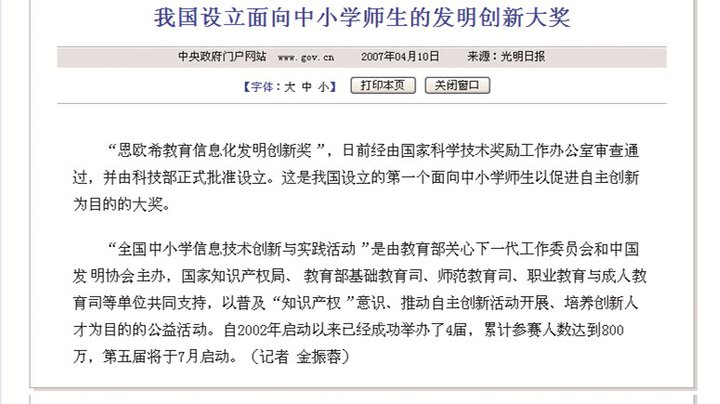 我国设立面向中小学师生的发明创新大奖
中央政府门户网站 www.gov.cn 2007年04月10日 来源：光明日报
【字体：大 中 小】 打印本页 关闭窗口
“恩欧希教育信息化发明创新奖”，日前经由国家科学技术奖励工作办公室审查通
过，并由科技部正式批准设立。这是我国设立的第一个面向中小学师生以促进自主创新
为目的的大奖。
“全国中小学信息技术创新与实践活动”是由教育部关心下一代工作委员会和中国
发明协会主办，国家知识产权局、教育部基础教育司、师范教育司、职业教育与成人教
育司等单位共同支持，以普及“知识产权”意识、推动自主创新活动开展、培养创新人
才为目的的公益活动。自2002年启动以来已经成功举办了4届，累计参赛人数达到800
万，第五届将于7月启动。（记者 金振蓉）